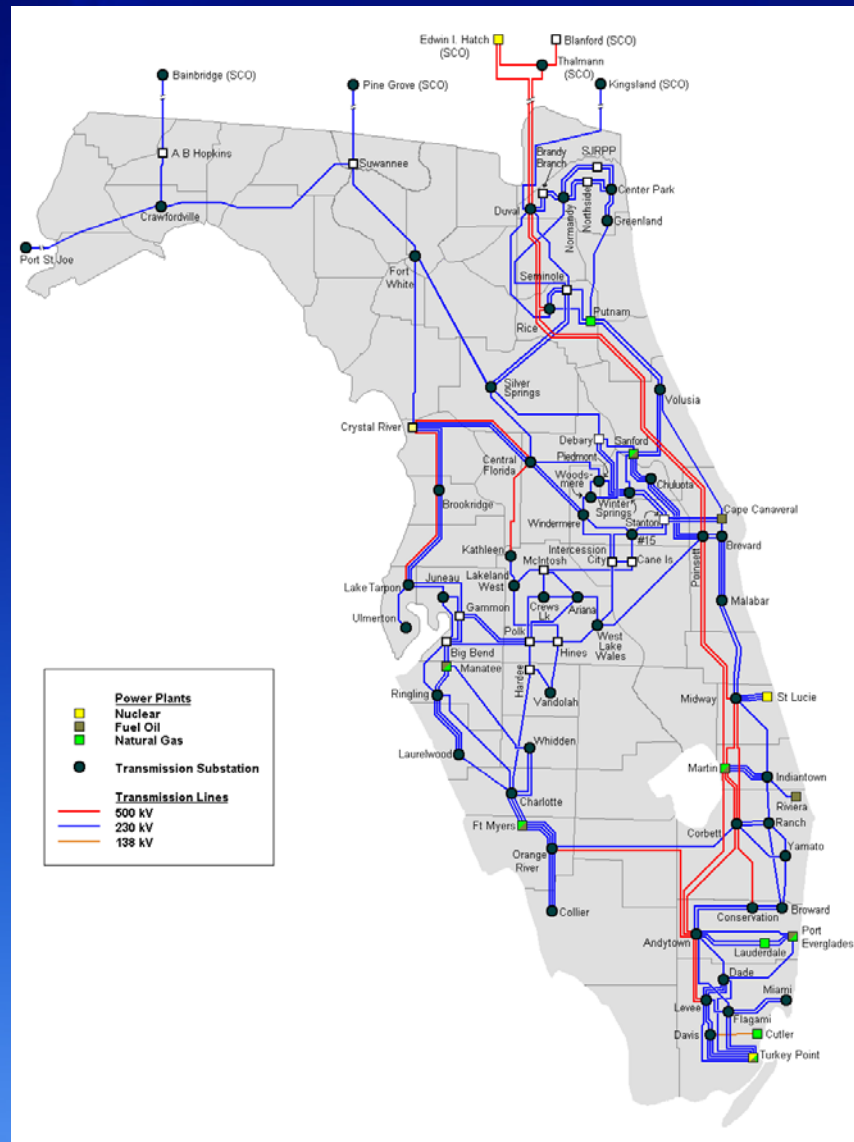 Edwin I. Hatch
(SCO)
Blanford (SCO)
Thalmann
(SCO)
Bainbridge (SCO)
Pine Grove (SCO)
Kingsland (SCO)
A B Hopkins
Suwannee
Brandy
Branch
SJRPP
Center Park
Northside
Normandy
Duval
Greenland
Crawfordville
Port St Joe
Fort
White
Seminole
Rice
Putnam
Silver
Springs
Volusia
Crystal River
Debary
Sanford
Piedmont
Central
Florida
Woods-
mere
Chuluota
Winter
Springs
Cape Canaveral
Brookridge
Windermere
Stanton
#15
Brevard
Poinsett
Kathleen
Intercession
City
Cane Is
McIntosh
Lake Tarpon
Juneau
Lakeland
West
Malabar
Gammon
Crews
Lk
Ariana
Ulmerton
Polk
West
Lake
Wales
Big Bend
Hines
Manatee
Hardee
Vandolah
Midway
St Lucie
Ringling
Whidden
Laurelwood
Martin
Indiantown
Riviera
Charlotte
Ft Myers
Corbett
Ranch
Yamato
Orange
River
Collier
Conservation
Broward
Andytown
Port
Everglades
Lauderdale
Dade
Miami
Levee
Flagami
Davis
Cutler
Turkey Point
Power Plants
Nuclear
Fuel Oil
Natural Gas
Transmission Substation
Transmission Lines
500 kV
230 kV
138 kV